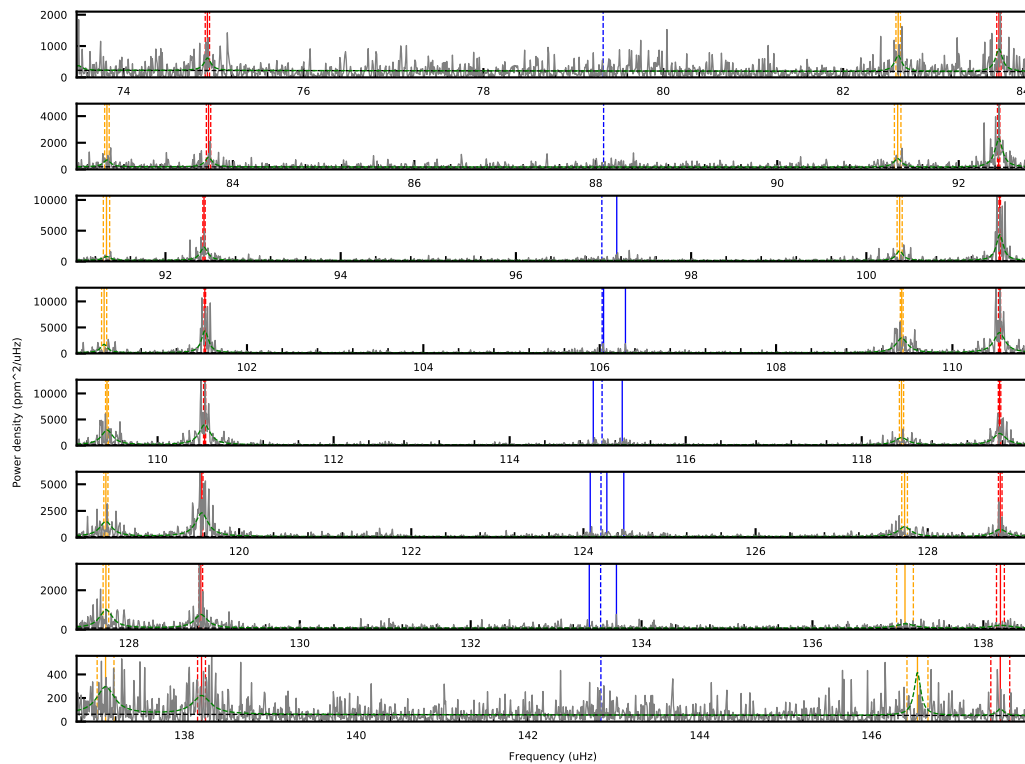 2000
1000
0
74 76 78 80 82 84
4000
2000
0
84 86 88 90 92
10000
5000
0
92 94 96 98 100
10000
5000
0
102 104 106 108 110
10000
5000
0
110 112 114 116 118
5000
2500
0
120 122 124 126 128
2000
0
128 130 132 134 136 138
400
200
0
138 140 142 144 146
Power density (ppm^2/uHz)
Frequency (uHz)